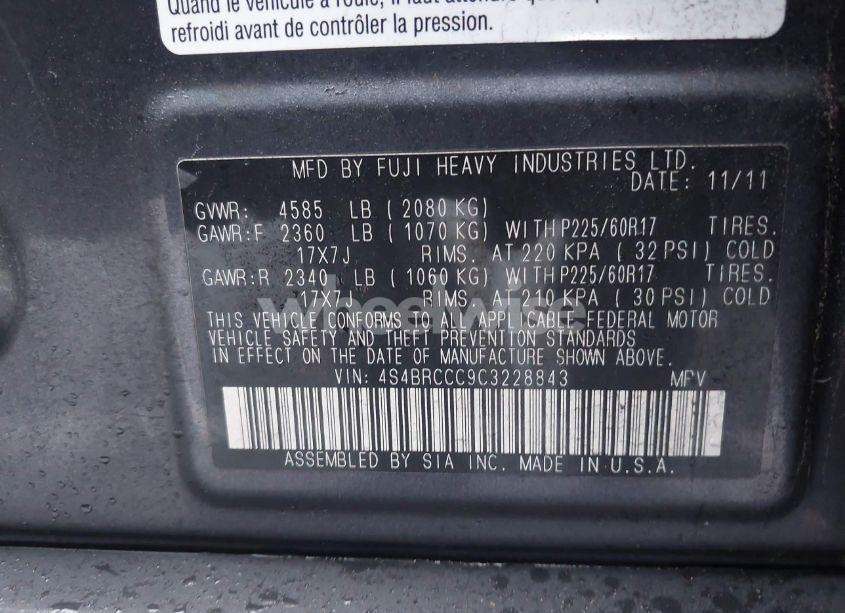 Quand le véhicule a roulé, il faut attendre
refroidi avant de contrôler la pression.
MFD BY FUJI HEAVY INDUSTRIES LTD.
DATE: 11/11
GVWR: 4585 LB ( 2080 KG)
GAWR:F 2360 LB ( 1070 KG) WITH P225/60R17 TIRES.
17X7J RIMS. AT 220 KPA ( 32 PSI) COLD
GAWR:R 2340 LB ( 1060 KG) WITH P225/60R17 TIRES.
17X7J RIMS. AT 210 KPA ( 30 PSI) COLD
wheelwise
THIS VEHICLE CONFORMS TO ALL APPLICABLE FEDERAL MOTOR
VEHICLE SAFETY AND THEFT PREVENTION STANDARDS
IN EFFECT ON THE DATE OF MANUFACTURE SHOWN ABOVE.
VIN: 4S4BRCCC9C3228843 MPV
ASSEMBLED BY SIA INC. MADE IN U.S.A.